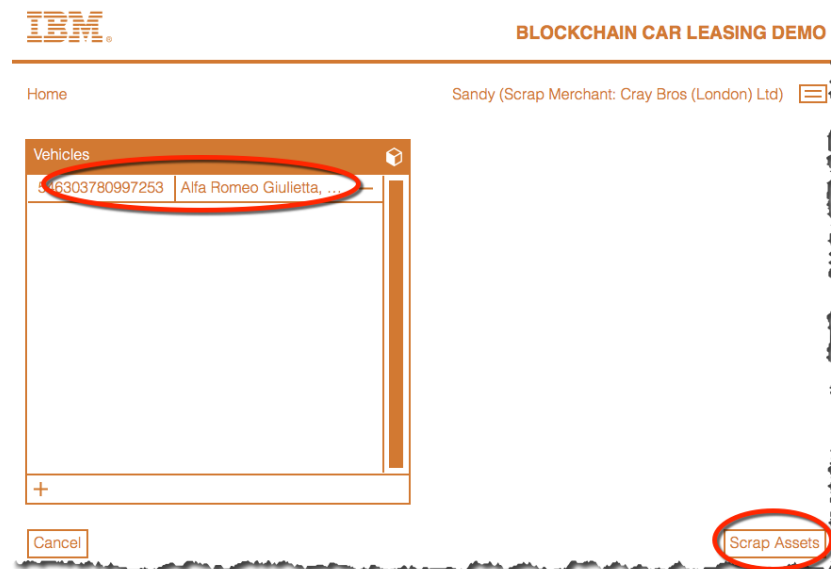 IBM®
BLOCKCHAIN CAR LEASING DEMO
Home
Sandy (Scrap Merchant: Cray Bros (London) Ltd)
Vehicles
546303780997253 Alfa Romeo Giulietta, ...
+
Cancel
Scrap Assets